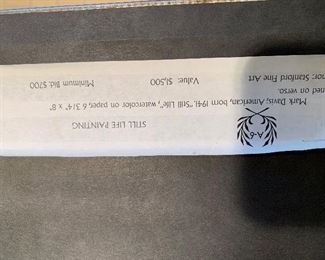 A-6
STILL LIFE PAINTING
Mark Davis, American, born 1941. "Still Life", watercolor on paper, 6 3/4" x 8"
ned on verso.
Value: $1,500
nor: Stanford Fine Art
Minimum Bid: $700